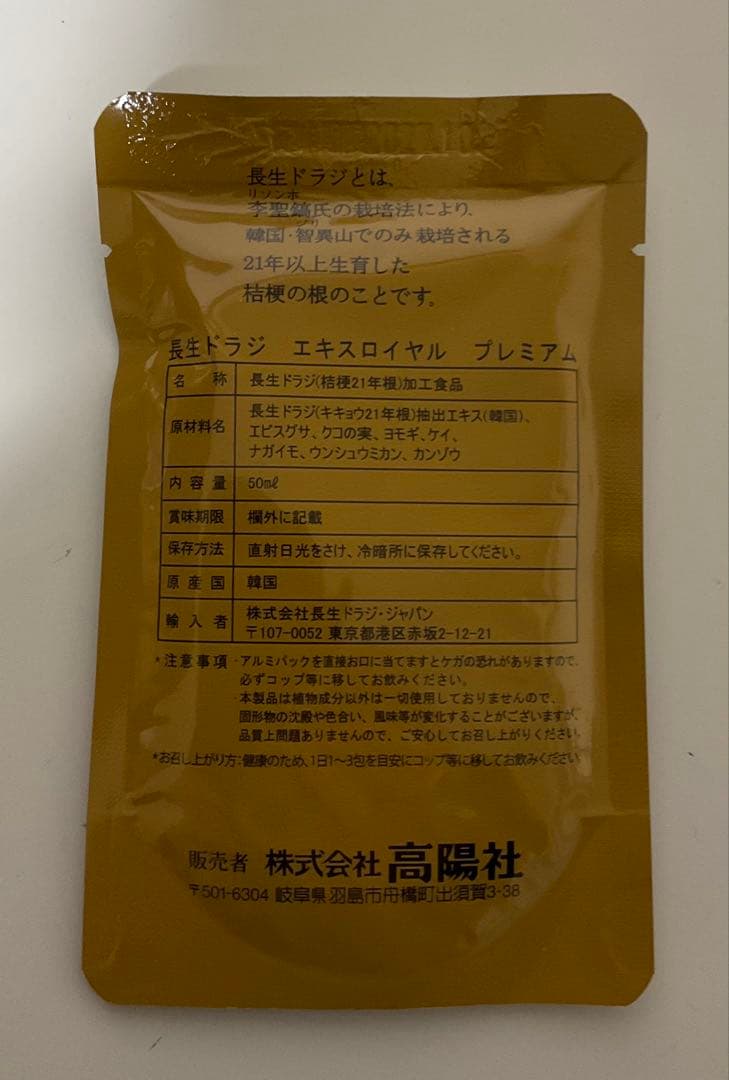 長生ドラジとは、
リソンホ
李聖鎬氏の栽培法により、
チリ
韓国・智異山でのみ栽培される
21年以上生育した
桔梗の根のことです。
長生ドラジ エキスロイヤル プレミアム
名称 長生ドラジ(桔梗21年根)加工食品
原材料名 長生ドラジ(キキョウ21年根)抽出エキス(韓国)、
エビスグサ、クコの実、ヨモギ、ケイ、
ナガイモ、ウンシュウミカン、カンゾウ
内容量 50mℓ
賞味期限 欄外に記載
保存方法 直射日光をさけ、冷暗所に保存してください。
原産国 韓国
輸入者 株式会社長生ドラジ・ジャパン
〒107-0052 東京都港区赤坂2-12-21
*注意事項・アルミパックを直接お口に当てますとケガの恐れがありますので、
必ずコップ等に移してお飲みください。
・本製品は植物成分以外は一切使用しておりませんので、
固形物の沈殿や色合い、風味等が変化することがございますが、
品質上問題ありませんので、ご安心してお召し上がりください。
*お召し上がり方:健康のため、1日1〜3包を目安にコップ等に移してお飲みください。
販売者 株式会社 高陽社
〒501-6304 岐阜県羽島市舟橋町出須賀3-38